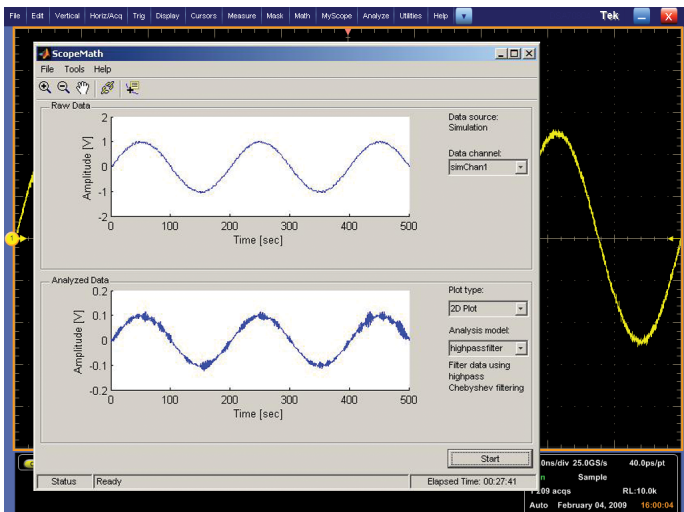 File Edit Vertical Horiz/Acq Trig Display Cursors Measure Mask Math MyScope Analyze Utilities Help Tek X
ScopeMath
File Tools Help
Raw Data
2
1
0
-1
-2
0 100 200 300 400 500
Amplitude [V]
Time [sec]
Data source:
Simulation
Data channel:
simChan1
1
Analyzed Data
0.2
0.1
0
-0.1
-0.2
0 100 200 300 400 500
Amplitude [V]
Time [sec]
Plot type:
2D Plot
Analysis model:
highpassfilter
Filter data using
highpass
Chebyshev filtering
Start
Status Ready Elapsed Time: 00:27:41
0ns/div 25.0GS/s 40.0ps/pt
Sample
109 acqs RL:10.0k
Auto February 04, 2009 16:00:04